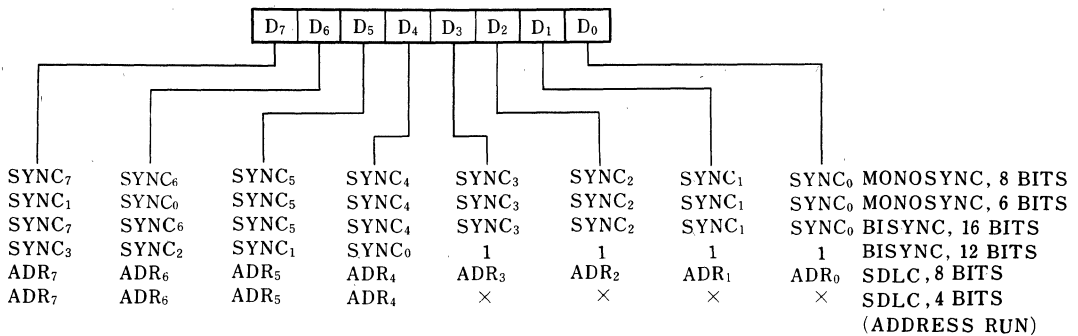 D₇ D₆ D₅ D₄ D₃ D₂ D₁ D₀
SYNC₇ SYNC₆ SYNC₅ SYNC₄ SYNC₃ SYNC₂ SYNC₁ SYNC₀ MONOSYNC, 8 BITS
SYNC₁ SYNC₀ SYNC₅ SYNC₄ SYNC₃ SYNC₂ SYNC₁ SYNC₀ MONOSYNC, 6 BITS
SYNC₇ SYNC₆ SYNC₅ SYNC₄ SYNC₃ SYNC₂ SYNC₁ SYNC₀ BISYNC, 16 BITS
SYNC₃ SYNC₂ SYNC₁ SYNC₀ 1 1 1 1 BISYNC, 12 BITS
ADR₇ ADR₆ ADR₅ ADR₄ ADR₃ ADR₂ ADR₁ ADR₀ SDLC, 8 BITS
ADR₇ ADR₆ ADR₅ ADR₄ × × × × SDLC, 4 BITS
(ADDRESS RUN)